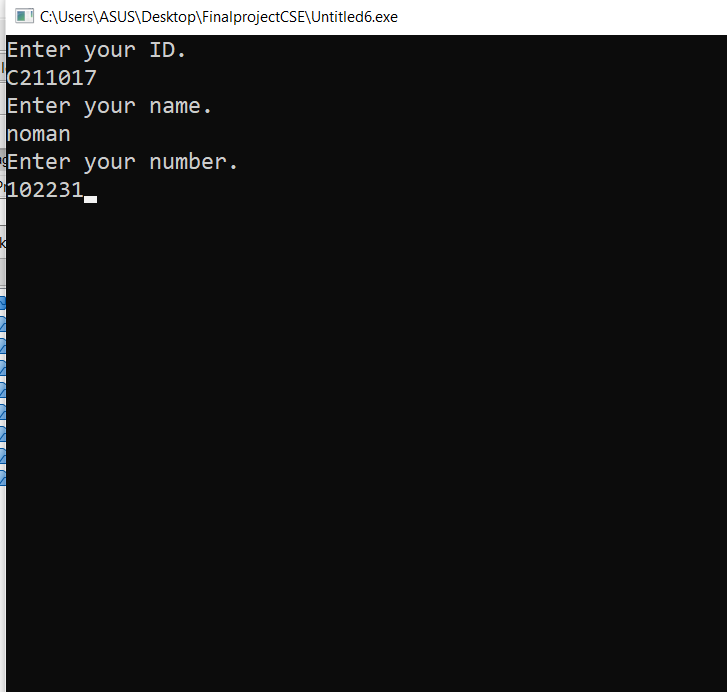 C:\Users\ASUS\Desktop\FinalprojectCSE\Untitled6.exe
Enter your ID.
C211017
Enter your name.
noman
Enter your number.
102231